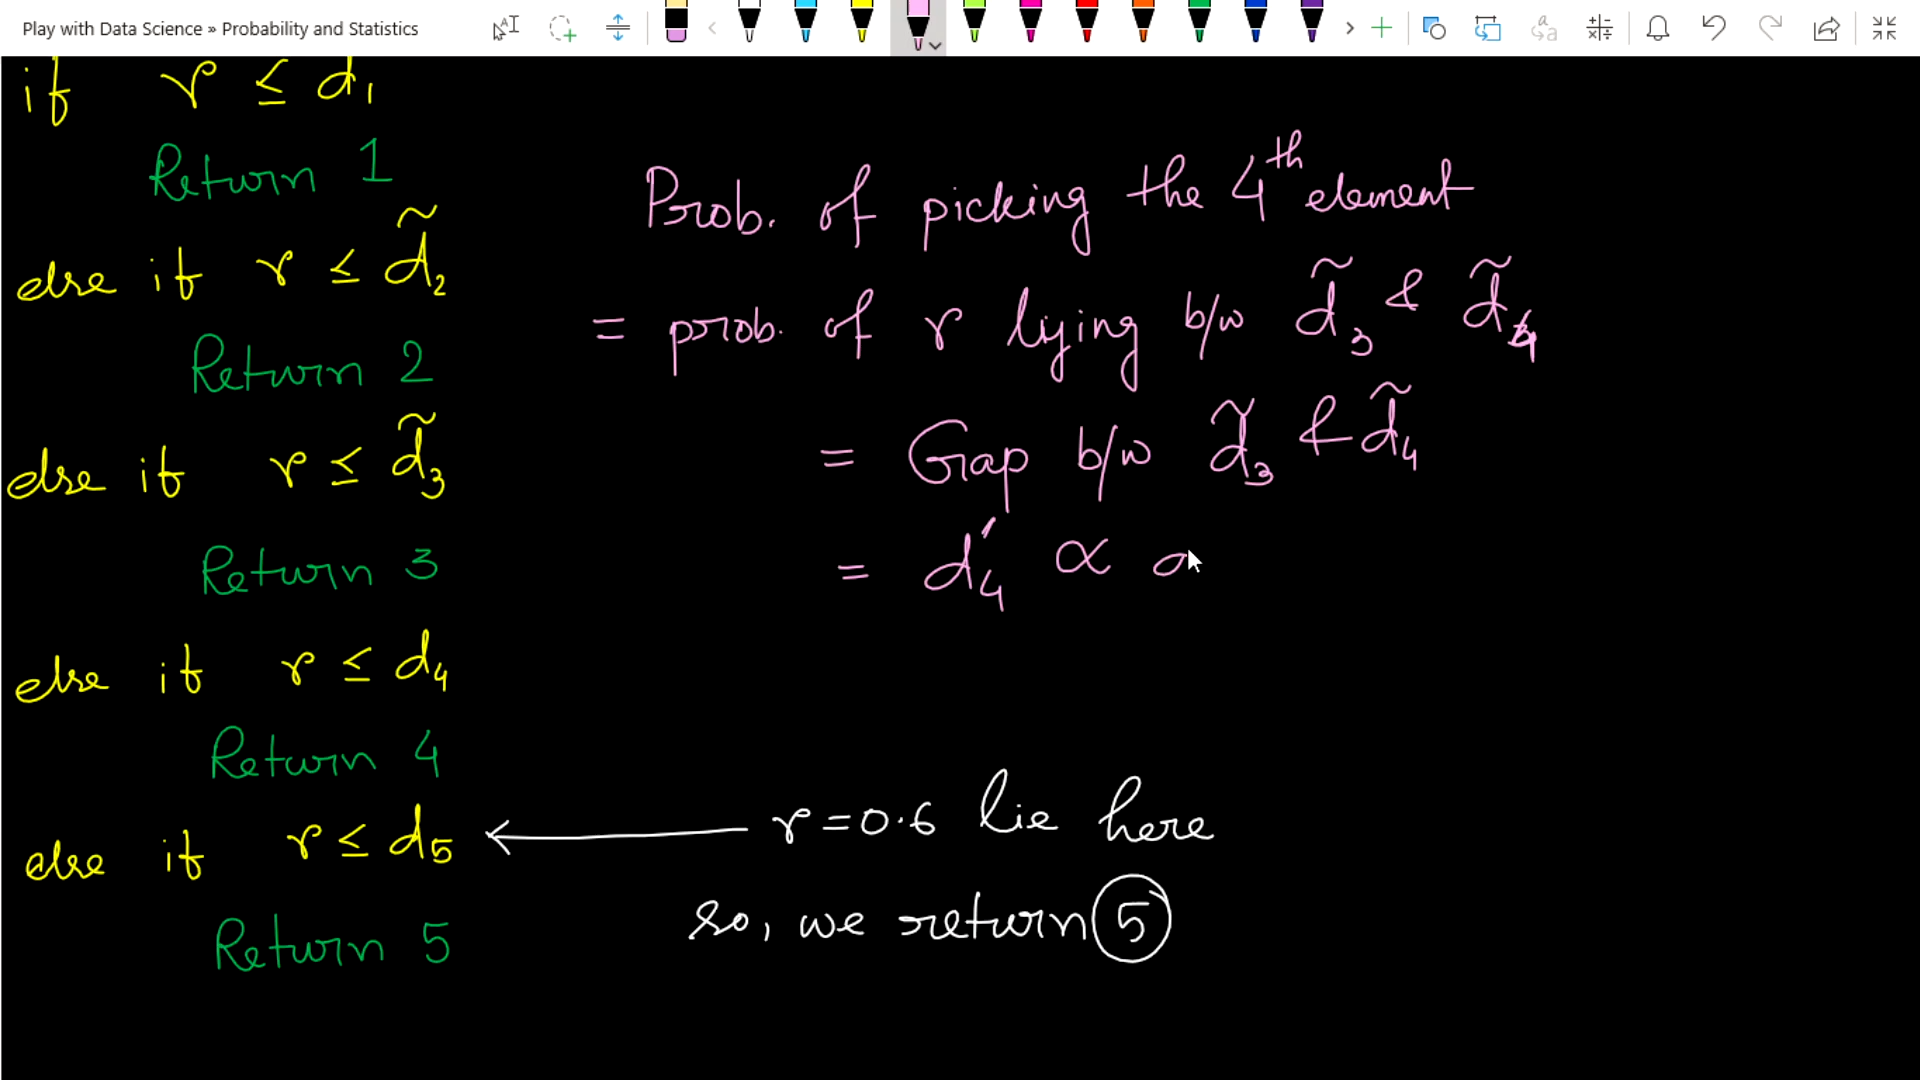 Play with Data Science » Probability and Statistics
if r ≤ d₁
Return 1
else if r ≤ d̃₂
Return 2
else if r ≤ d̃₃
Return 3
else if r ≤ d₄
Return 4
else if r ≤ d₅
Return 5
Prob. of picking the 4th element
= prob. of r lying b/w d̃₃ & d̃₄
= Gap b/w d̃₃ & d̃₄
= d₄′ ∝
r = 0.6 lie here
so, we return 5